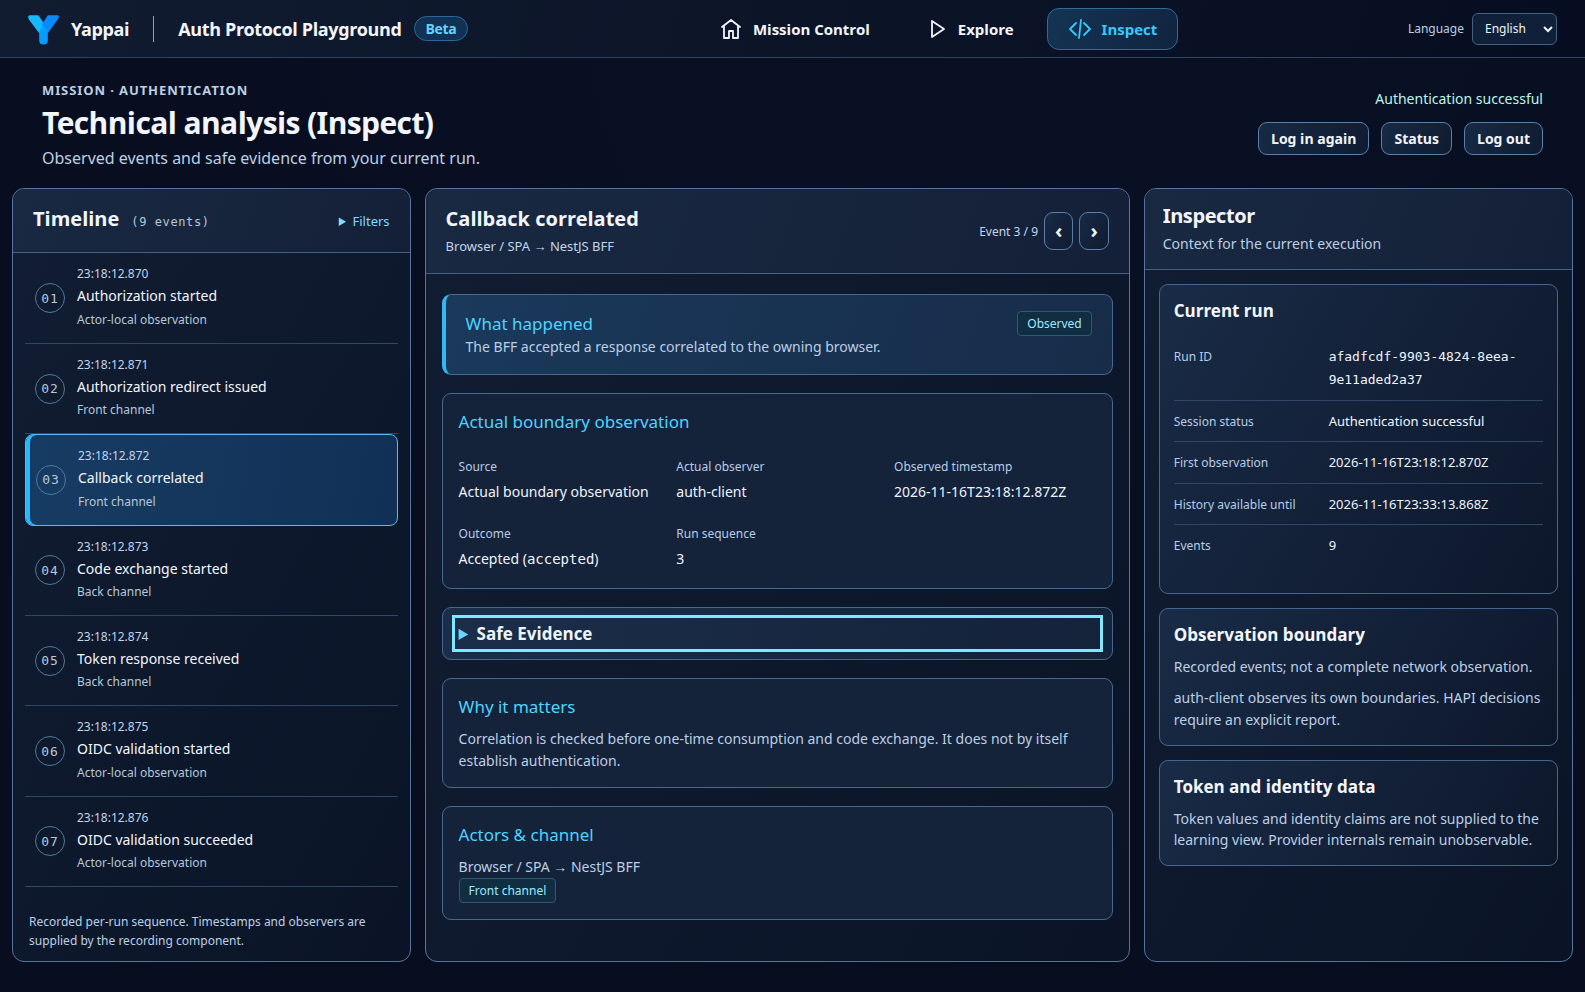 Yappai
Auth Protocol Playground
Beta
Mission Control
Explore
Inspect
Language
English
MISSION · AUTHENTICATION
Technical analysis (Inspect)
Observed events and safe evidence from your current run.
Authentication successful
Log in again
Status
Log out
Timeline (9 events)
Filters
23:18:12.870
01
Authorization started
Actor-local observation
23:18:12.871
02
Authorization redirect issued
Front channel
23:18:12.872
03
Callback correlated
Front channel
23:18:12.873
04
Code exchange started
Back channel
23:18:12.874
05
Token response received
Back channel
23:18:12.875
06
OIDC validation started
Actor-local observation
23:18:12.876
07
OIDC validation succeeded
Actor-local observation
Recorded per-run sequence. Timestamps and observers are
supplied by the recording component.
Callback correlated
Browser / SPA → NestJS BFF
Event 3 / 9
What happened
Observed
The BFF accepted a response correlated to the owning browser.
Actual boundary observation
Source
Actual observer
Observed timestamp
Actual boundary observation
auth-client
2026-11-16T23:18:12.872Z
Outcome
Run sequence
Accepted (accepted)
3
Safe Evidence
Why it matters
Correlation is checked before one-time consumption and code exchange. It does not by itself
establish authentication.
Actors & channel
Browser / SPA → NestJS BFF
Front channel
Inspector
Context for the current execution
Current run
Run ID
afadfcdf-9903-4824-8eea-
9e11aded2a37
Session status
Authentication successful
First observation
2026-11-16T23:18:12.870Z
History available until
2026-11-16T23:33:13.868Z
Events
9
Observation boundary
Recorded events; not a complete network observation.
auth-client observes its own boundaries. HAPI decisions
require an explicit report.
Token and identity data
Token values and identity claims are not supplied to the
learning view. Provider internals remain unobservable.